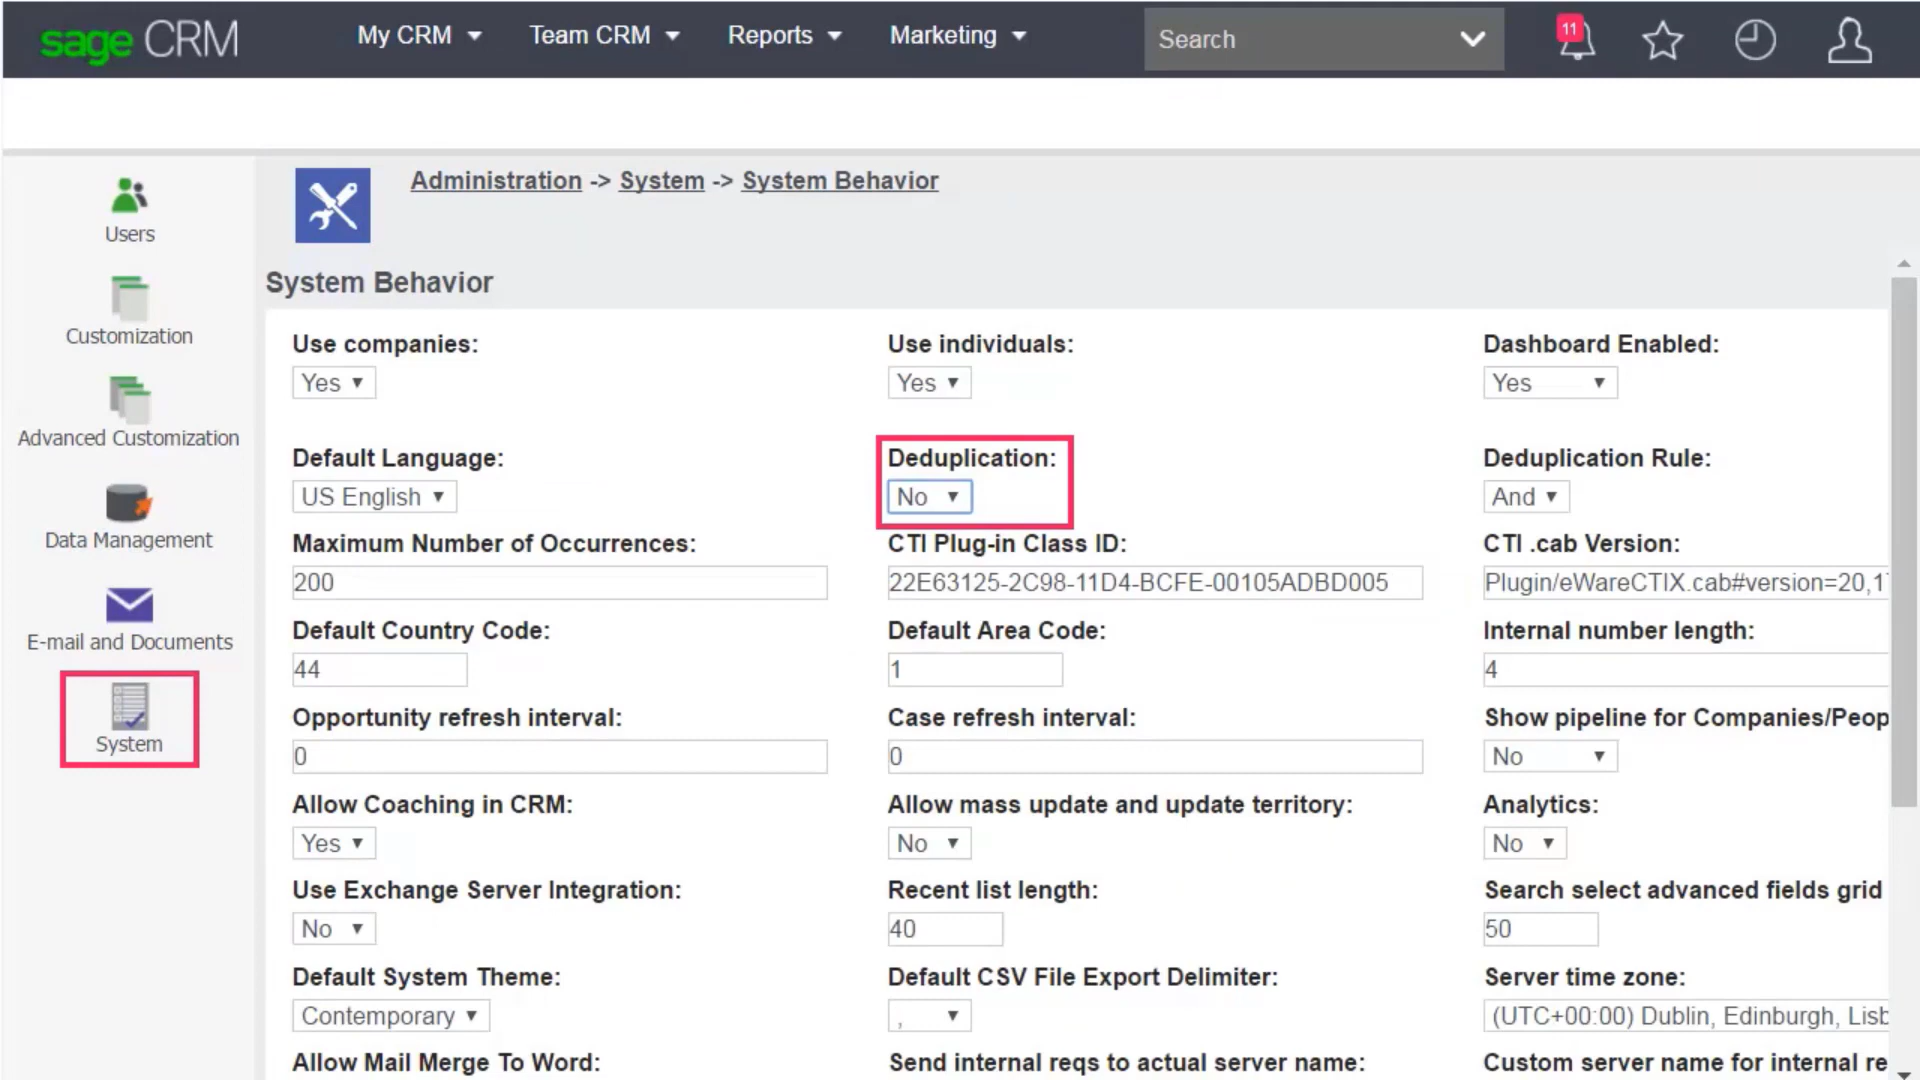 sage CRM
My CRM
Team CRM
Reports
Marketing
Search
11
Users
Customization
Advanced Customization
Data Management
E-mail and Documents
System
Administration -> System -> System Behavior
System Behavior
Use companies:
Yes
Use individuals:
Yes
Dashboard Enabled:
Yes
Default Language:
US English
Deduplication:
No
Deduplication Rule:
And
Maximum Number of Occurrences:
200
CTI Plug-in Class ID:
22E63125-2C98-11D4-BCFE-00105ADBD005
CTI .cab Version:
Plugin/eWareCTIX.cab#version=20,1
Default Country Code:
44
Default Area Code:
1
Internal number length:
4
Opportunity refresh interval:
0
Case refresh interval:
0
Show pipeline for Companies/Peop
No
Allow Coaching in CRM:
Yes
Allow mass update and update territory:
No
Analytics:
No
Use Exchange Server Integration:
No
Recent list length:
40
Search select advanced fields grid
50
Default System Theme:
Contemporary
Default CSV File Export Delimiter:
,
Server time zone:
(UTC+00:00) Dublin, Edinburgh, Lisb
Allow Mail Merge To Word:
Send internal reqs to actual server name:
Custom server name for internal re